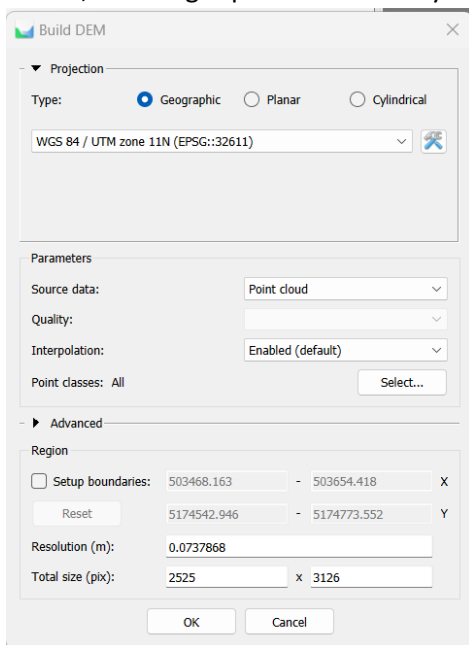 Build DEM
Projection
Type: Geographic Planar Cylindrical
WGS 84 / UTM zone 11N (EPSG::32611)
Parameters
Source data: Point cloud
Quality:
Interpolation: Enabled (default)
Point classes: All Select...
Advanced
Region
Setup boundaries: 503468.163 - 503654.418 X
Reset 5174542.946 - 5174773.552 Y
Resolution (m): 0.0737868
Total size (pix): 2525 x 3126
OK Cancel